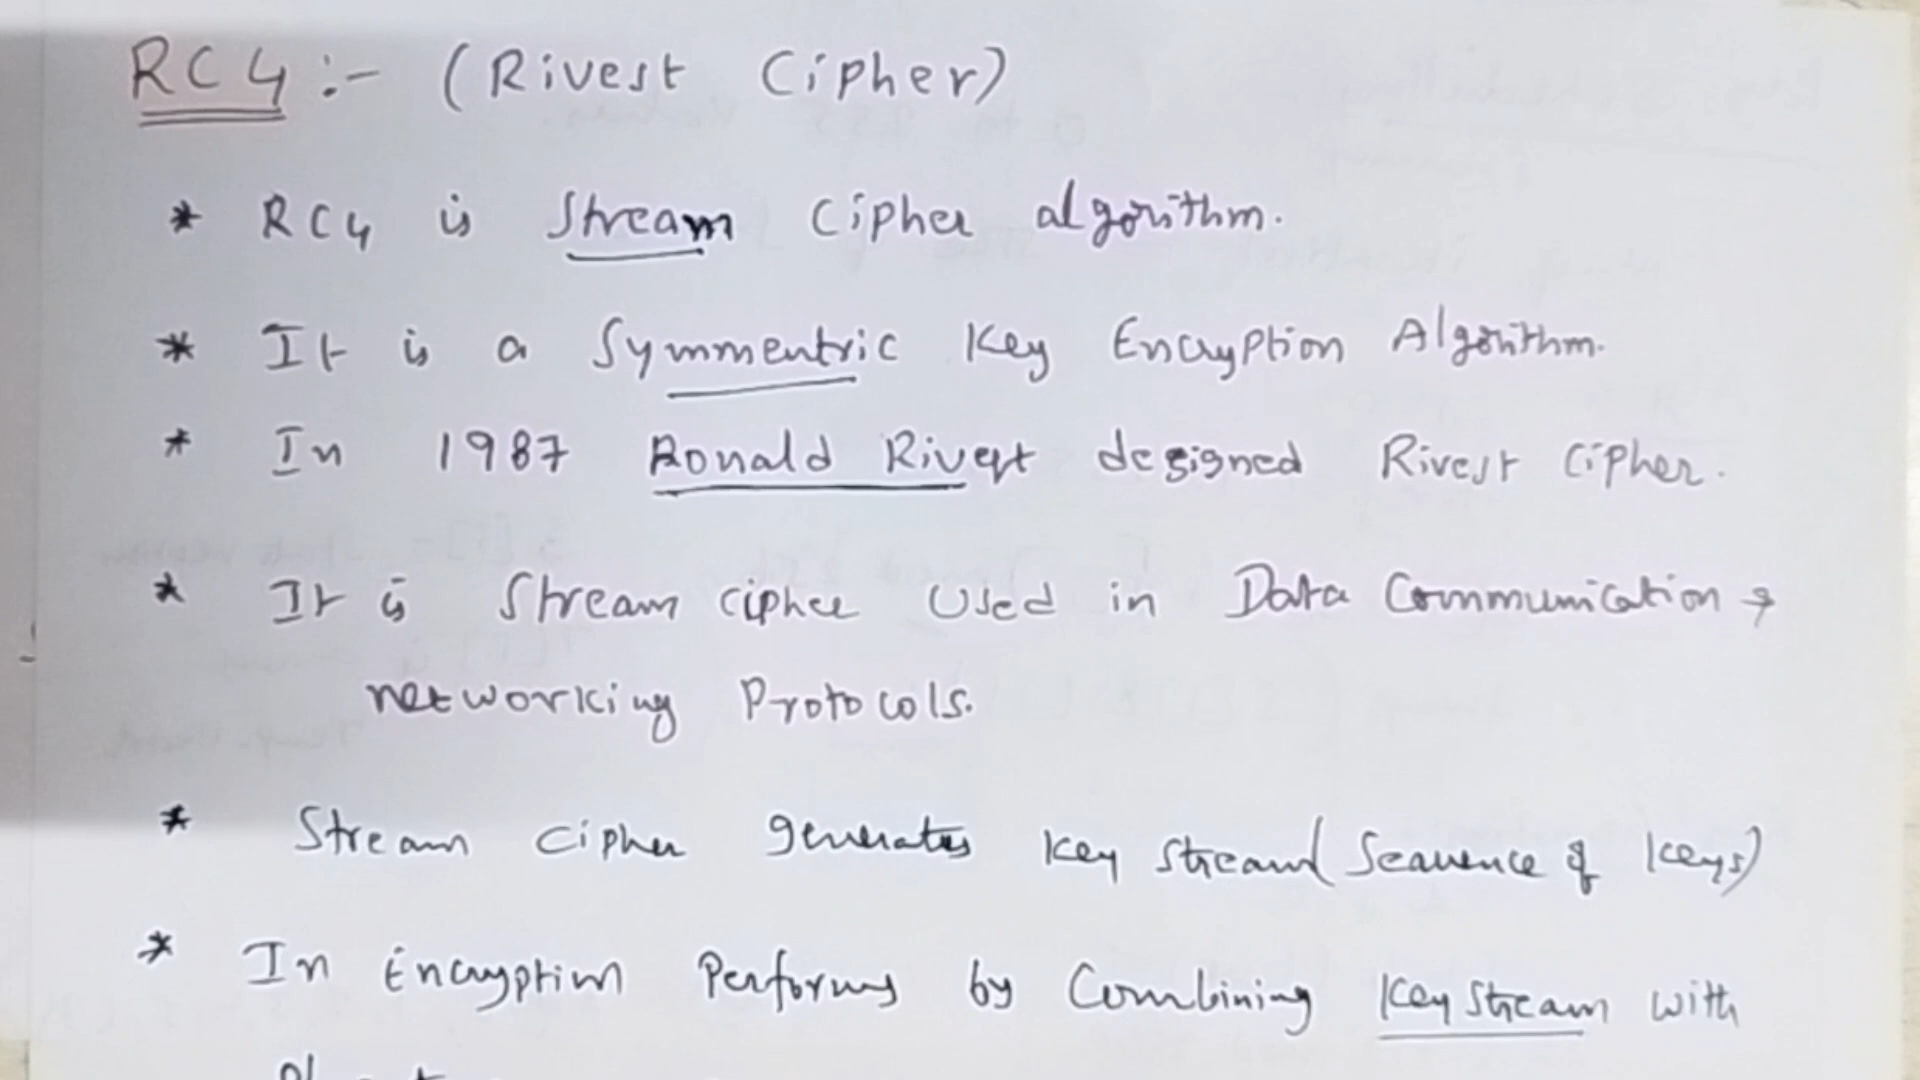 RC4 :- (Rivest Cipher)
* RC4 is Stream Cipher algorithm.
* It is a Symmentric Key Encryption Algorithm.
* In 1987 Ronald Rivest designed Rivest Cipher.
* It is Stream cipher Used in Data Communication &
networking Protocols.
* Stream Cipher generates key stream (Sequence of keys)
* In Encryption Performs by Combining key stream with